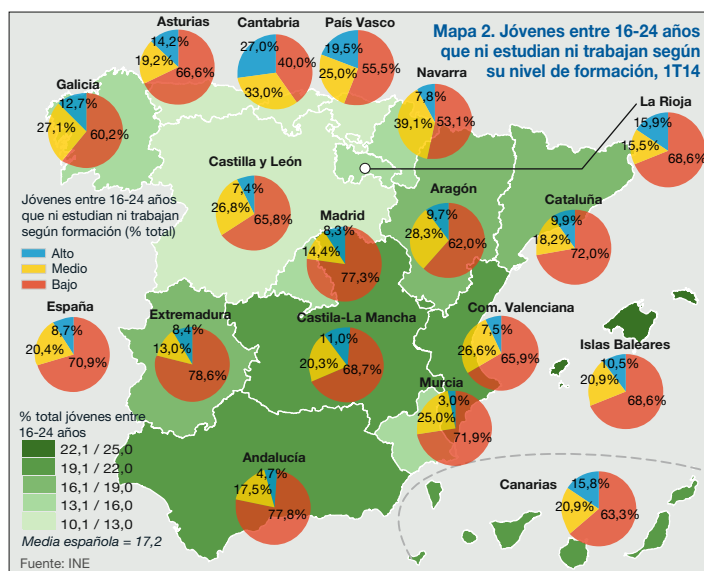 Mapa 2. Jóvenes entre 16-24 años
que ni estudian ni trabajan según
su nivel de formación, 1T14
Asturias
14,2%
19,2%
66,6%
Cantabria
27,0%
40,0%
33,0%
País Vasco
19,5%
25,0%
55,5%
Navarra
7,8%
39,1%
53,1%
La Rioja
15,9%
15,5%
68,6%
Galicia
12,7%
27,1%
60,2%
Castilla y León
7,4%
26,8%
65,8%
Aragón
9,7%
28,3%
62,0%
Cataluña
9,9%
18,2%
72,0%
Madrid
8,3%
14,4%
77,3%
Jóvenes entre 16-24 años
que ni estudian ni trabajan
según formación (% total)
Alto
Medio
Bajo
España
8,7%
20,4%
70,9%
Extremadura
8,4%
13,0%
78,6%
Castila-La Mancha
11,0%
20,3%
68,7%
Com. Valenciana
7,5%
26,6%
65,9%
Islas Baleares
10,5%
20,9%
68,6%
Murcia
3,0%
25,0%
71,9%
Andalucía
4,7%
17,5%
77,8%
Canarias
15,8%
20,9%
63,3%
% total jóvenes entre
16-24 años
22,1 / 25,0
19,1 / 22,0
16,1 / 19,0
13,1 / 16,0
10,1 / 13,0
Media española = 17,2
Fuente: INE